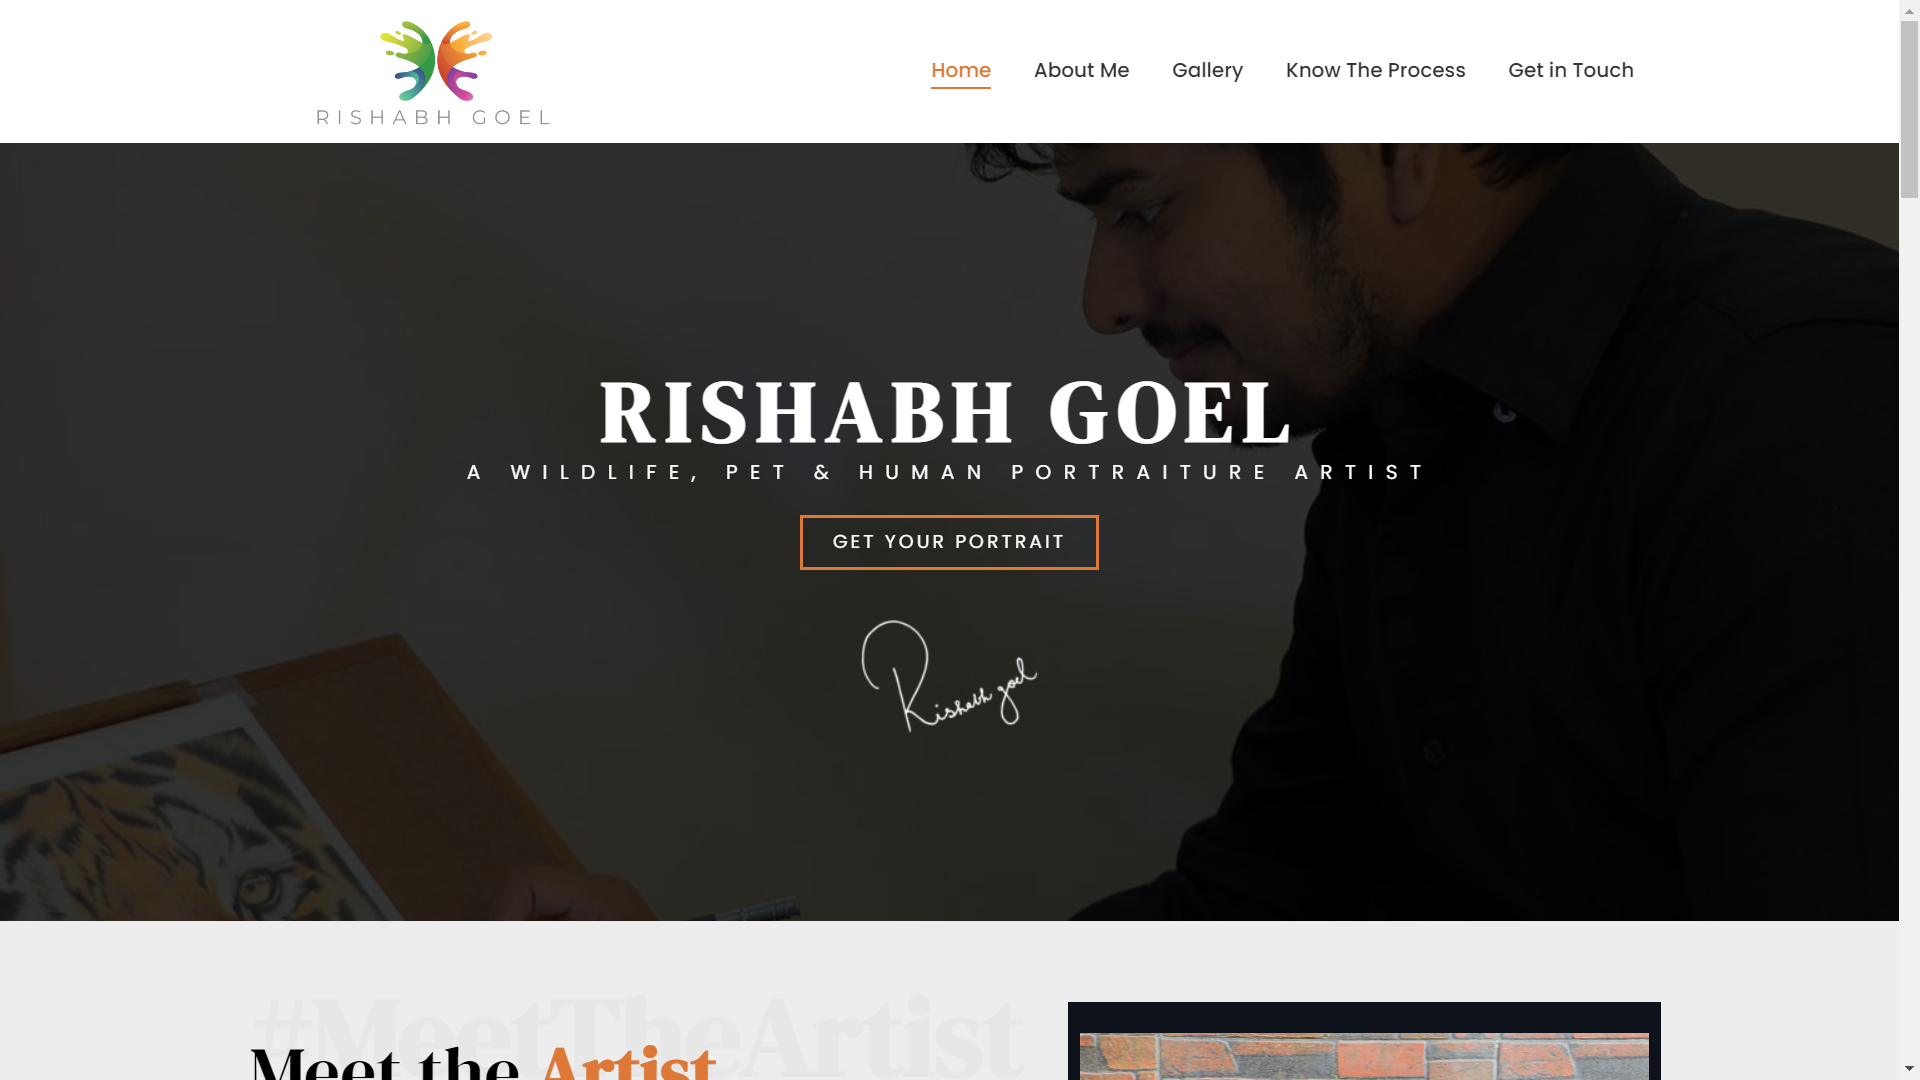 RISHABH GOEL
Home
About Me
Gallery
Know The Process
Get in Touch
RISHABH GOEL
A WILDLIFE, PET & HUMAN PORTRAITURE ARTIST
GET YOUR PORTRAIT
Rishabh goel
#MeetTheArtist
Meet the Artist